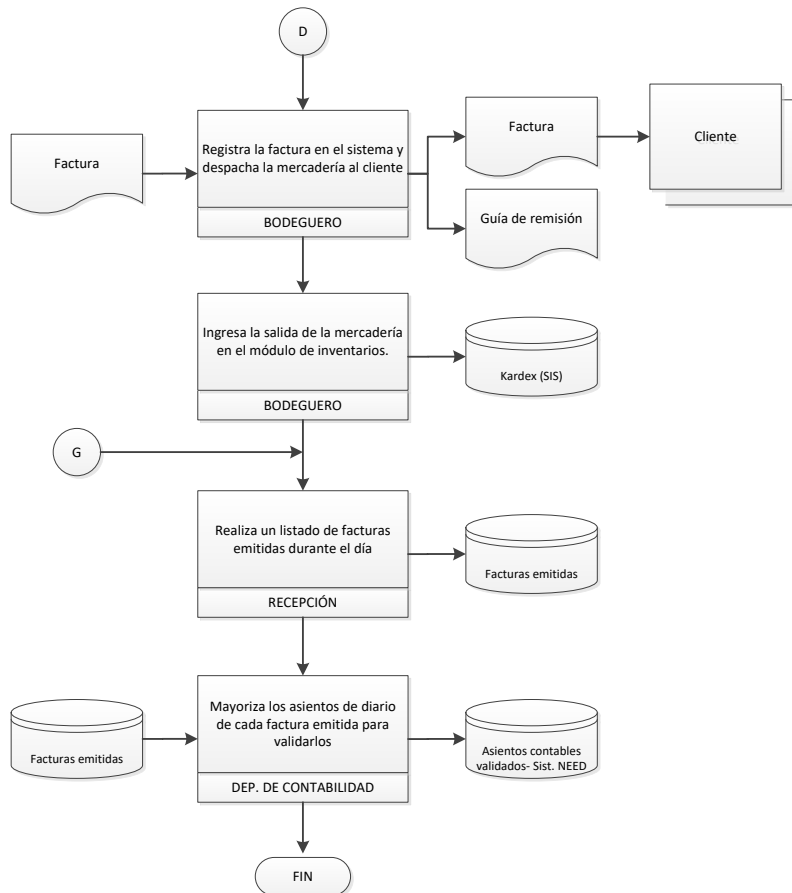 D
Factura
Registra la factura en el sistema y
despacha la mercadería al cliente
BODEGUERO
Factura
Cliente
Guía de remisión
Ingresa la salida de la mercadería
en el módulo de inventarios.
BODEGUERO
Kardex (SIS)
G
Realiza un listado de facturas
emitidas durante el día
RECEPCIÓN
Facturas emitidas
Facturas emitidas
Mayoriza los asientos de diario
de cada factura emitida para
validarlos
DEP. DE CONTABILIDAD
Asientos contables
validados- Sist. NEED
FIN